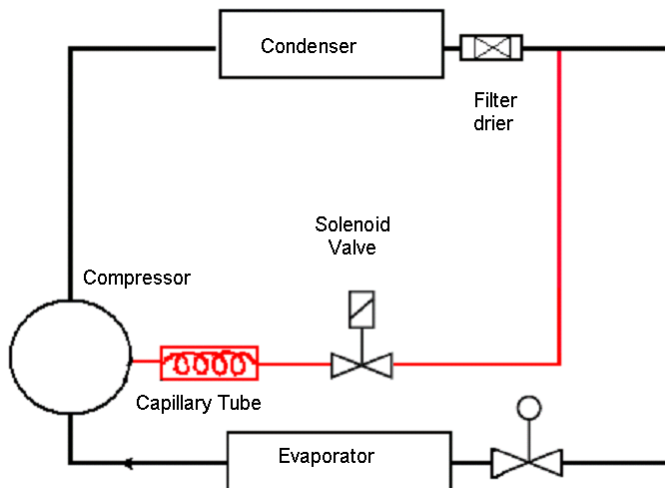 Condenser
Filter
drier
Solenoid
Valve
Compressor
Capillary Tube
Evaporator